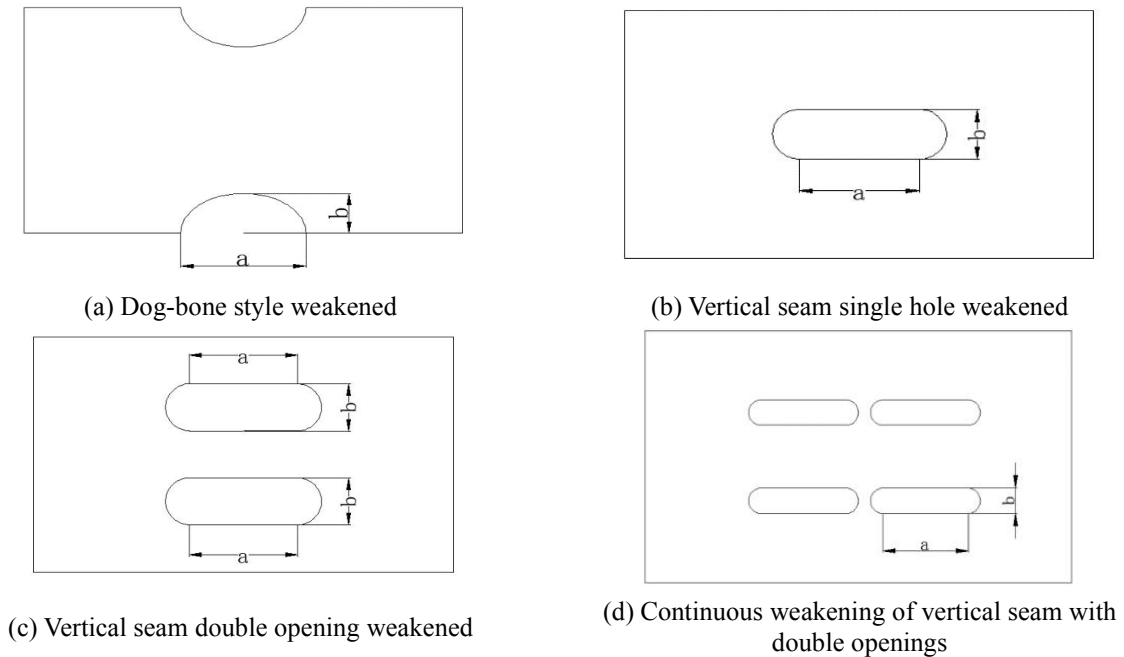 b
a
b
a
(a) Dog-bone style weakened
(b) Vertical seam single hole weakened
a
b
b
a
b
a
(c) Vertical seam double opening weakened
(d) Continuous weakening of vertical seam with
double openings